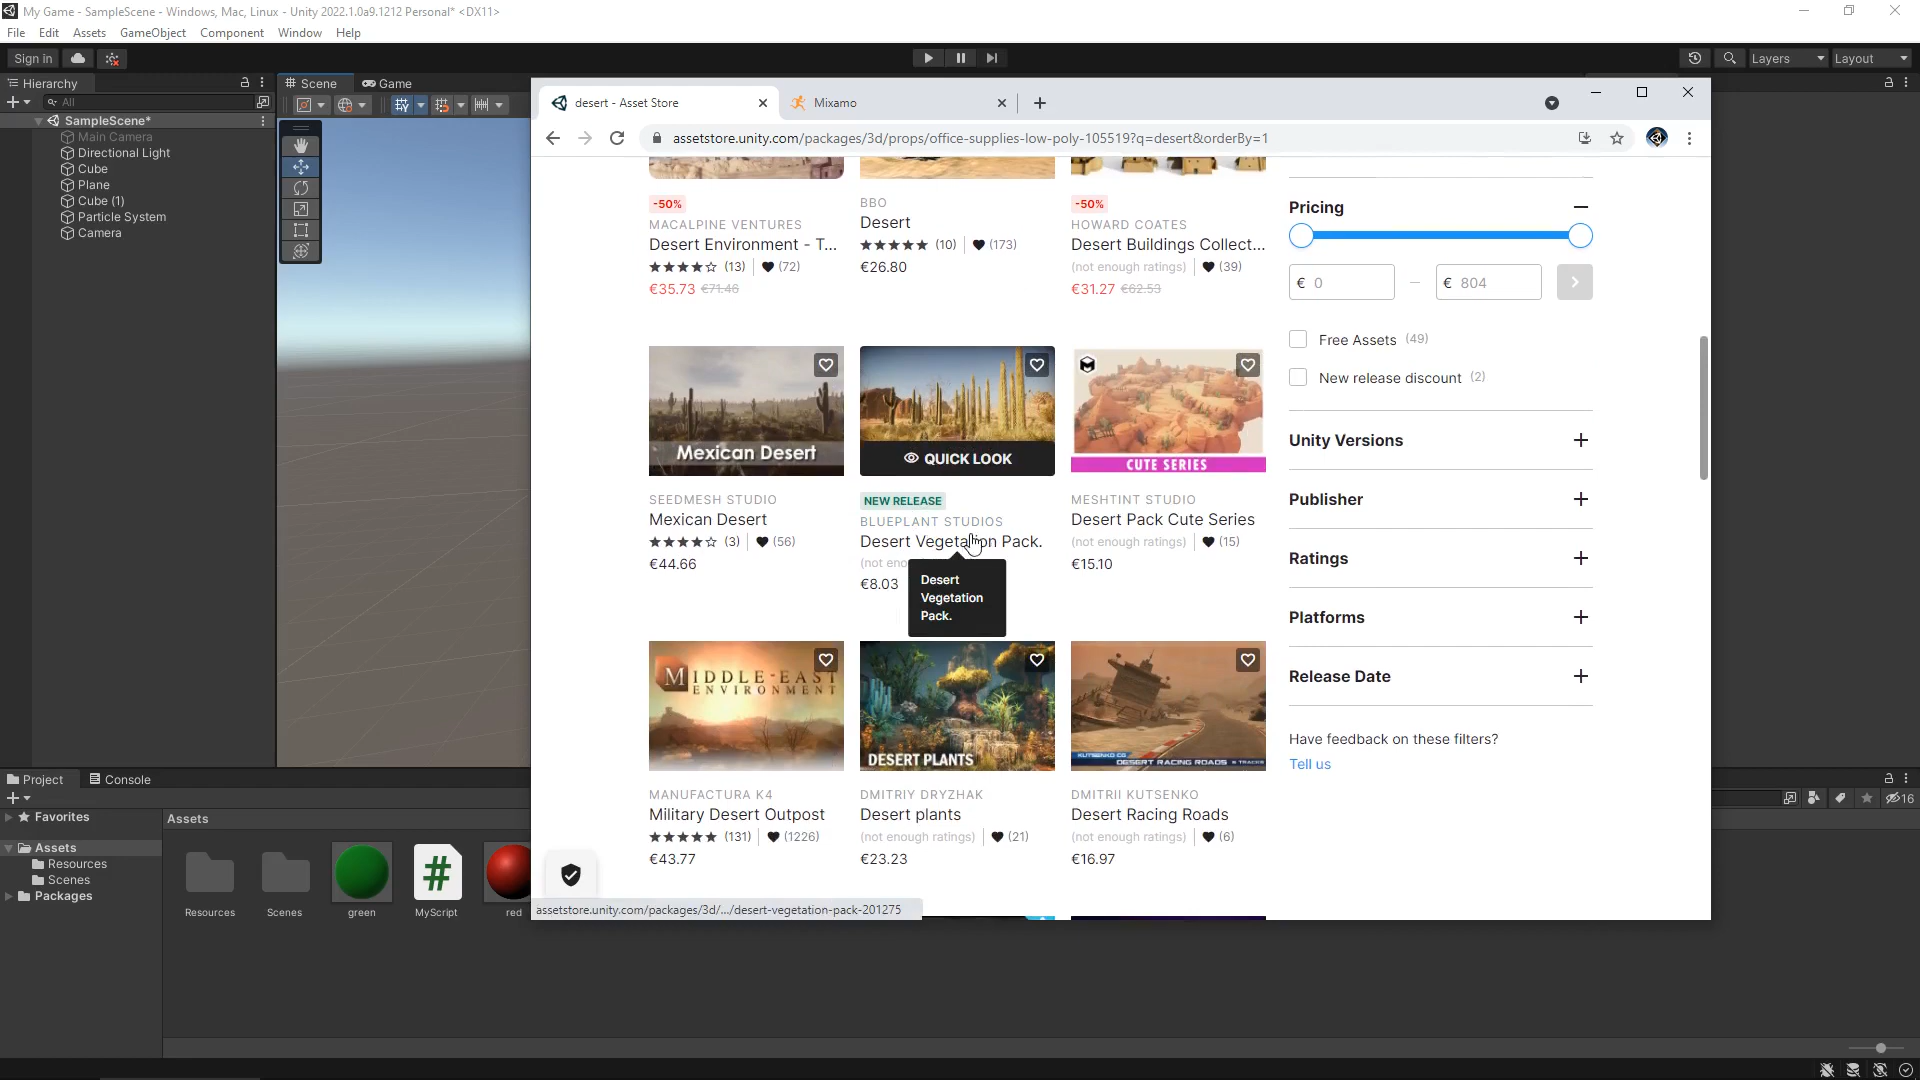 My Game - SampleScene - Windows, Mac, Linux - Unity 2022.1.0a9.1212 Personal* <DX11>
File Edit Assets GameObject Component Window Help
Sign in
Layers
Layout
Hierarchy
Scene
Game
All
SampleScene*
Main Camera
Directional Light
Cube
Plane
Cube (1)
Particle System
Camera
desert - Asset Store
Mixamo
assetstore.unity.com/packages/3d/props/office-supplies-low-poly-105519?q=desert&orderBy=1
-50%
MACALPINE VENTURES
Desert Environment - T...
(13) (72)
€35.73 €71.46
BBO
Desert
(10) (173)
€26.80
-50%
HOWARD COATES
Desert Buildings Collect...
(not enough ratings) (39)
€31.27 €62.53
Mexican Desert
SEEDMESH STUDIO
Mexican Desert
(3) (56)
€44.66
QUICK LOOK
NEW RELEASE
BLUEPLANT STUDIOS
Desert Vegetation Pack.
(not eno
€8.03
Desert
Vegetation
Pack.
CUTE SERIES
MESHTINT STUDIO
Desert Pack Cute Series
(not enough ratings) (15)
€15.10
MIDDLE-EAST
ENVIRONMENT
MANUFACTURA K4
Military Desert Outpost
(131) (1226)
€43.77
DESERT PLANTS
DMITRIY DRYZHAK
Desert plants
(not enough ratings) (21)
€23.23
KUTSENKO CG
DESERT RACING ROADS
DMITRII KUTSENKO
Desert Racing Roads
(not enough ratings) (6)
€16.97
Pricing
€ 0 – € 804
Free Assets (49)
New release discount (2)
Unity Versions
Publisher
Ratings
Platforms
Release Date
Have feedback on these filters?
Tell us
assetstore.unity.com/packages/3d/.../desert-vegetation-pack-201275
Project
Console
16
Favorites
Assets
Resources
Scenes
Packages
Assets
Resources
Scenes
green
MyScript
red